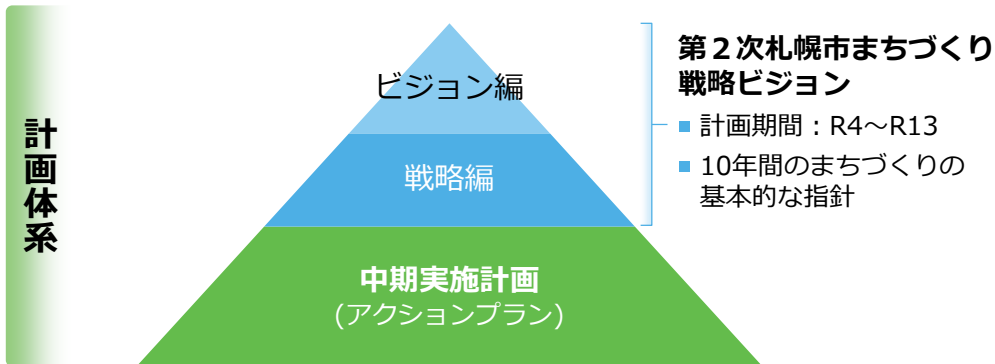 計画体系
ビジョン編
戦略編
中期実施計画
(アクションプラン)
第２次札幌市まちづくり
戦略ビジョン
■ 計画期間：R4～R13
■ 10年間のまちづくりの
基本的な指針